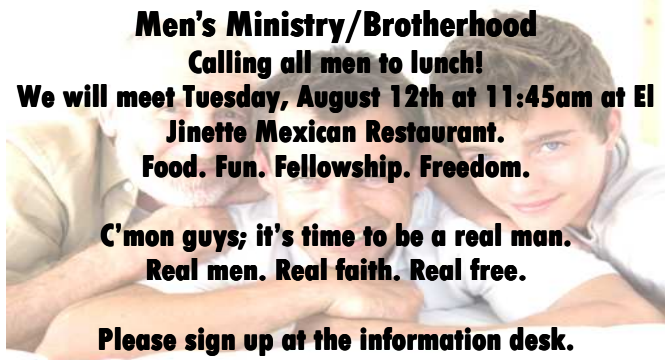 Men's Ministry/Brotherhood
Calling all men to lunch!
We will meet Tuesday, August 12th at 11:45am at El
Jinette Mexican Restaurant.
Food. Fun. Fellowship. Freedom.
C'mon guys; it's time to be a real man.
Real men. Real faith. Real free.
Please sign up at the information desk.